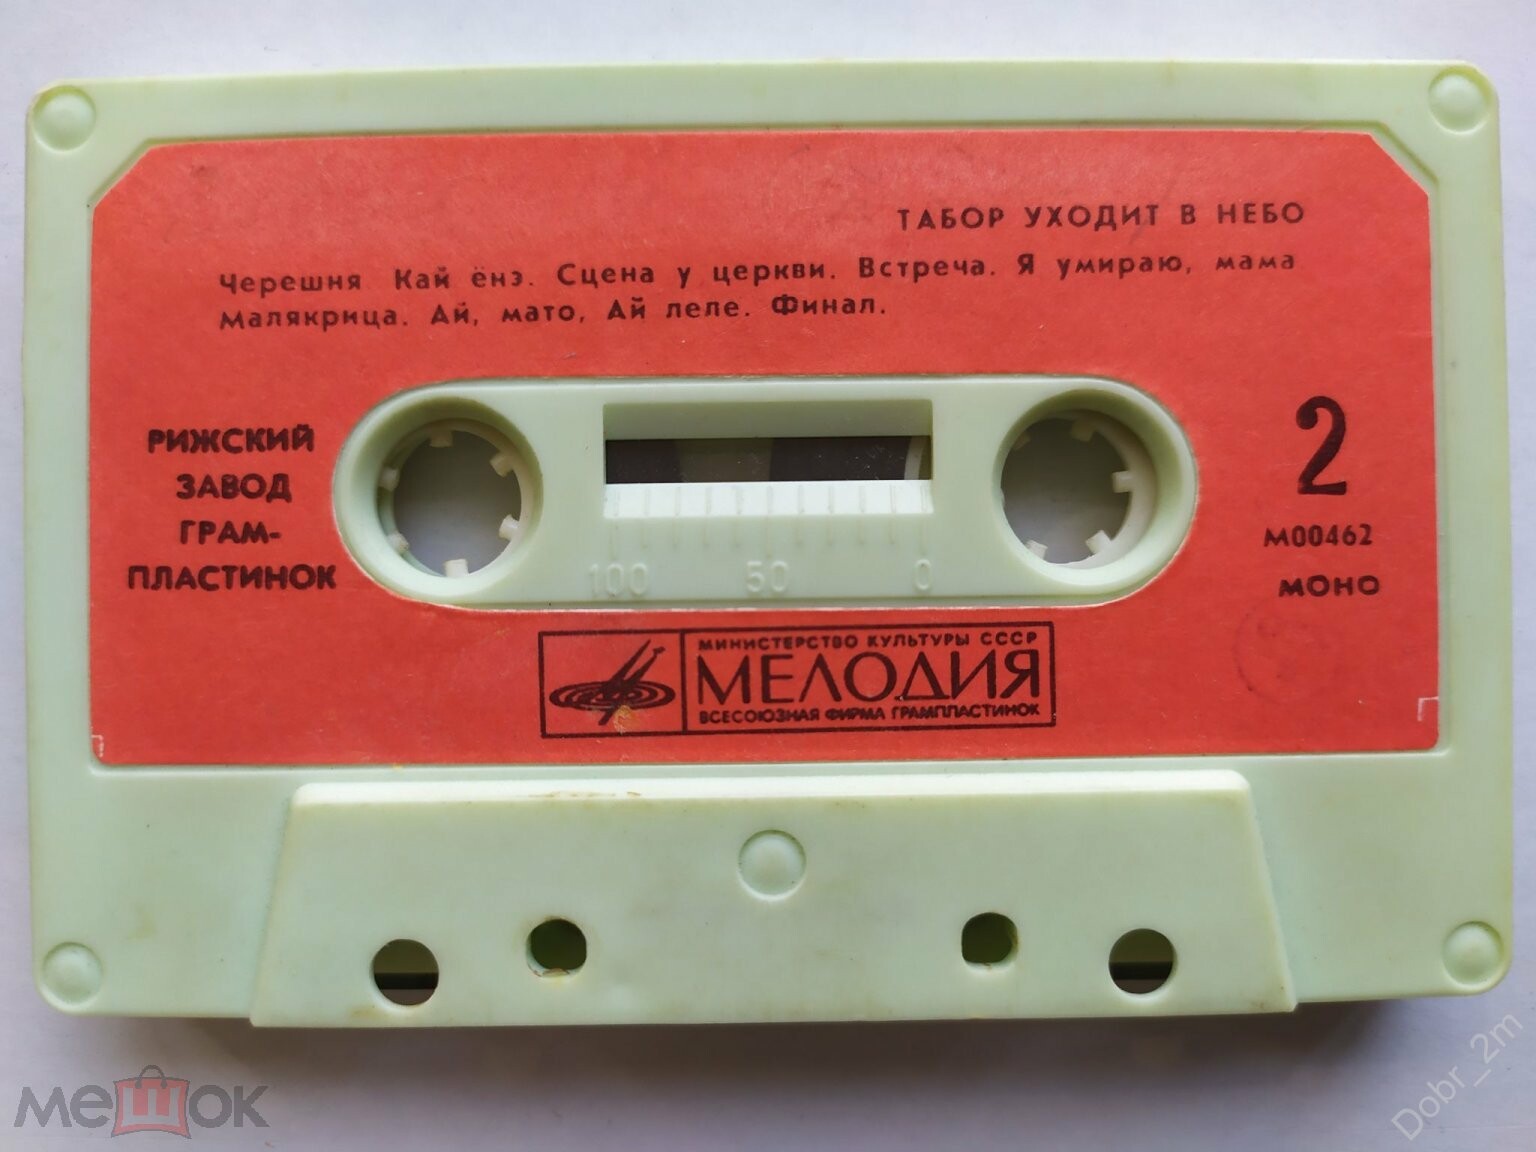 ТАБОР УХОДИТ В НЕБО
Черешня Кай ёнэ. Сцена у церкви. Встреча. Я умираю, мама
Малякрица. Ай, мато, Ай леле. Финал.
РИЖСКИЙ
ЗАВОД
ГРАМ-
ПЛАСТИНОК
2
М00462
МОНО
100 50 0
МИНИСТЕРСТВО КУЛЬТУРЫ СССР
МЕЛОДИЯ
ВСЕСОЮЗНАЯ ФИРМА ГРАМПЛАСТИНОК
мешок
Dobr_2m